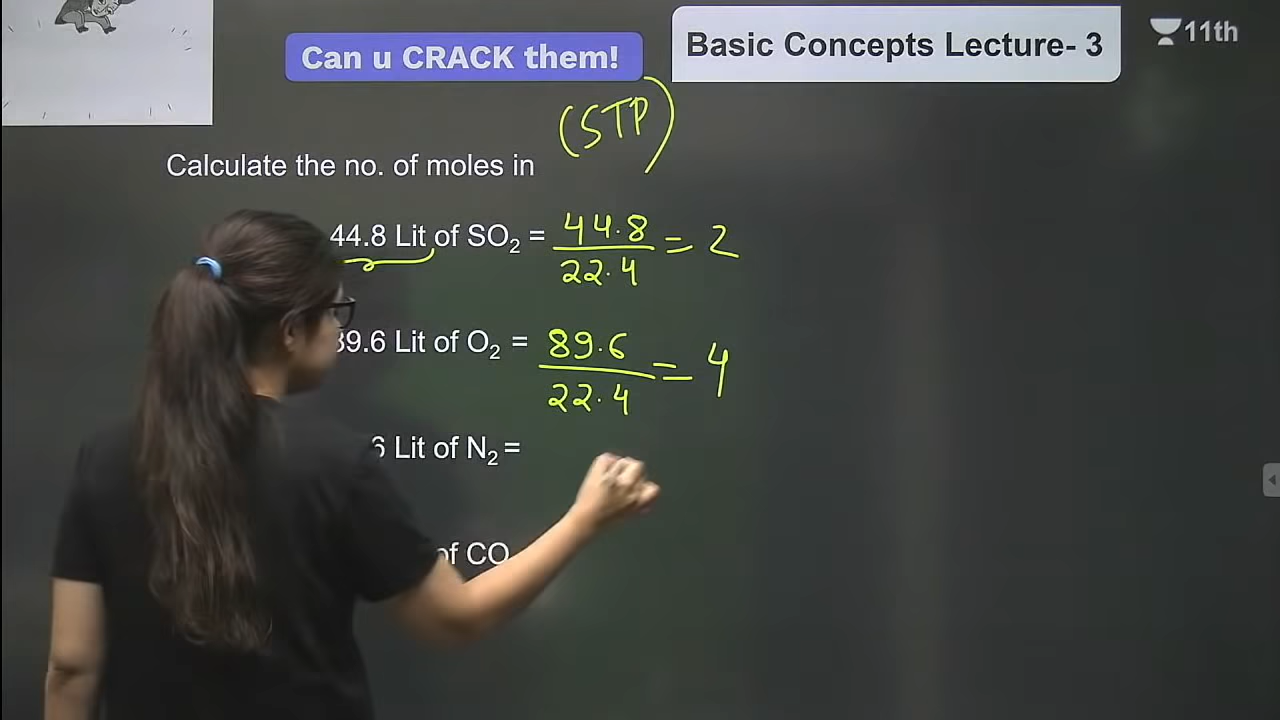 Can u CRACK them!
Basic Concepts Lecture- 3
11th
(STP)
Calculate the no. of moles in
44.8 Lit of SO₂ = 44.8 / 22.4 = 2
89.6 Lit of O₂ = 89.6 / 22.4 = 4
6 Lit of N₂ =
of CO